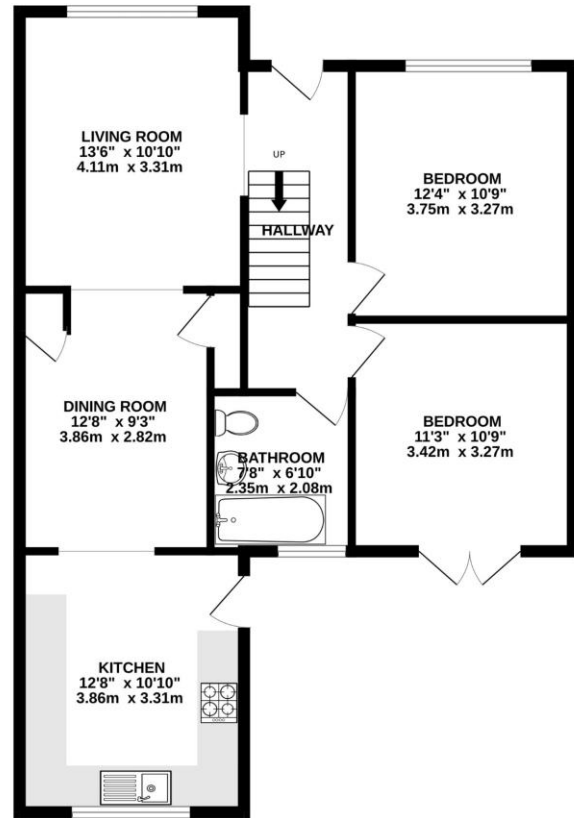 LIVING ROOM
13'6" x 10'10"
4.11m x 3.31m
UP
HALLWAY
BEDROOM
12'4" x 10'9"
3.75m x 3.27m
DINING ROOM
12'8" x 9'3"
3.86m x 2.82m
BATHROOM
7'8" x 6'10"
2.35m x 2.08m
BEDROOM
11'3" x 10'9"
3.42m x 3.27m
KITCHEN
12'8" x 10'10"
3.86m x 3.31m